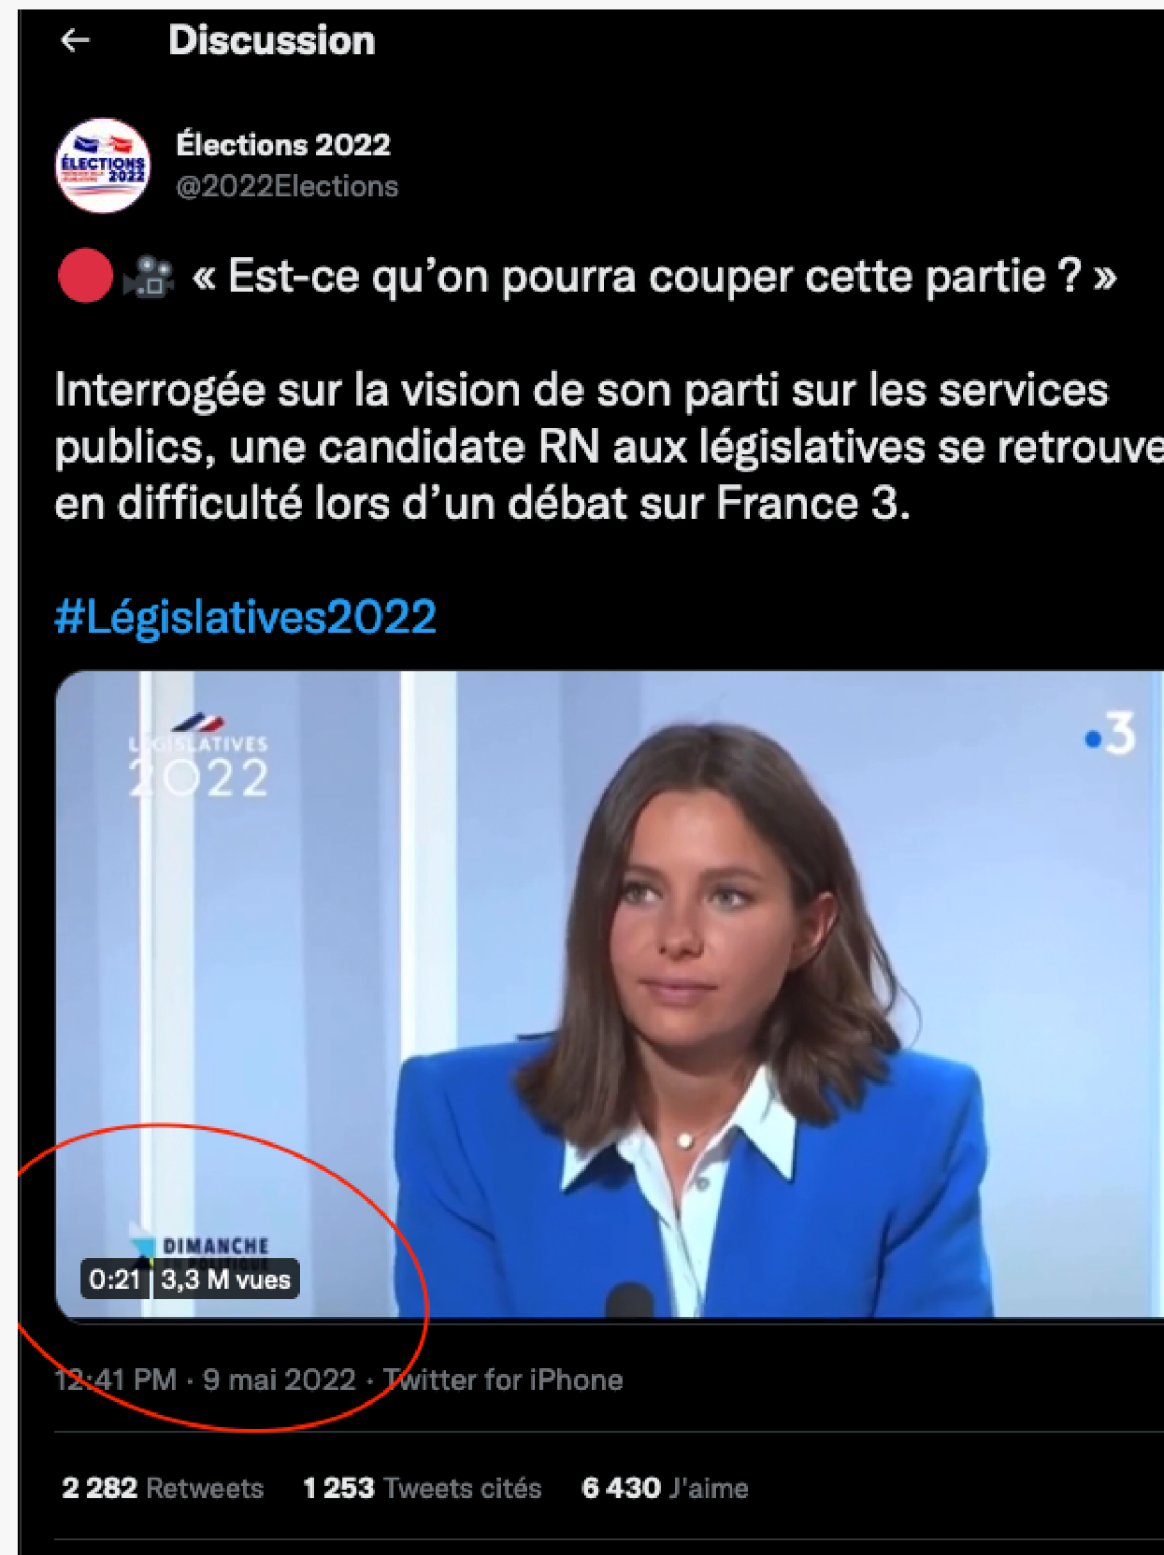 Discussion
ÉLECTIONS
2022
Élections 2022
@2022Elections
« Est-ce qu’on pourra couper cette partie ? »
Interrogée sur la vision de son parti sur les services
publics, une candidate RN aux législatives se retrouve
en difficulté lors d’un débat sur France 3.
#Législatives2022
LÉGISLATIVES
2022
3
DIMANCHE
0:21 3,3 M vues
12:41 PM · 9 mai 2022 · Twitter for iPhone
2 282 Retweets 1 253 Tweets cités 6 430 J'aime